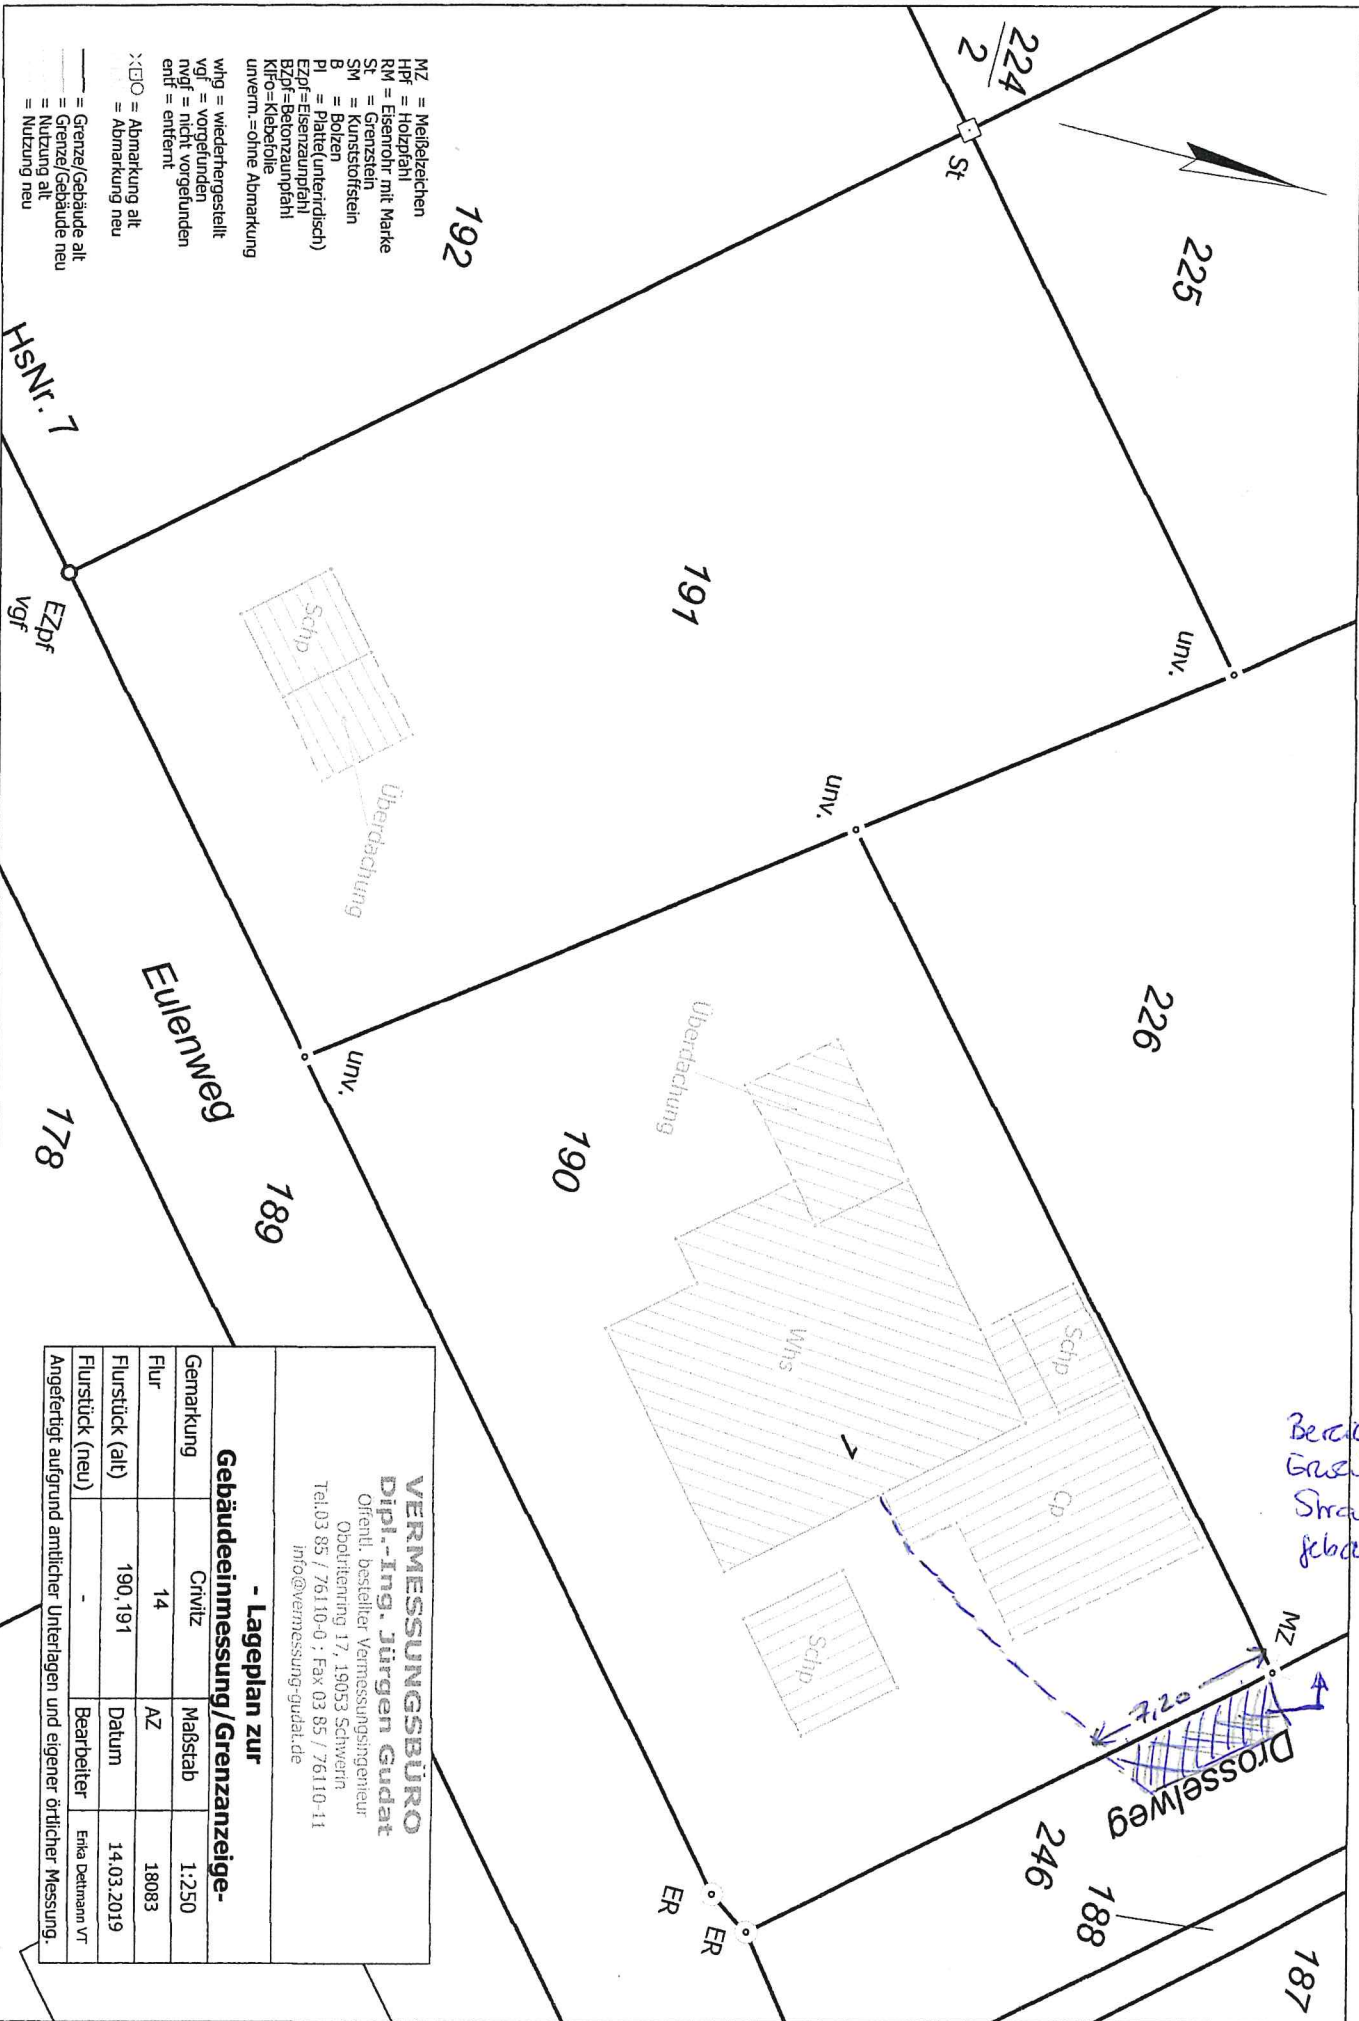 224
2
St
225
192
191
unv.
unv.
unv.
226
190
189
178
Eulenweg
HsNr. 7
EZpf
vgf
Schp
Überdachung
Überdachung
Whs
1
Schp
Cp
Schp
MZ
7,20
Drosselweg
246
188
187
ER
ER
MZ = Meißelzeichen
HPf = Holzpfahl
RM = Eisenrohr mit Marke
St = Grenzstein
SM = Kunststoffstein
B = Bolzen
Pl = Platte(unterirdisch)
EZpf=Eisenzaunpfahl
BZpf=Betonzaunpfahl
KlFo=Klebefolie
unverm.=ohne Abmarkung
whg = wiederhergestellt
vgf = vorgefunden
nvgf = nicht vorgefunden
entf = entfernt
= Abmarkung alt
= Abmarkung neu
= Grenze/Gebäude alt
= Grenze/Gebäude neu
= Nutzung alt
= Nutzung neu
VERMESSUNGSBÜRO
Dipl.-Ing. Jürgen Gudat
Öffentl. bestellter Vermessungsingenieur
Obotritenring 17, 19053 Schwerin
Tel.03 85 / 76110-0 ; Fax 03 85 / 76110-11
info@vermessung-gudat.de
- Lageplan zur
Gebäudeeinmessung/Grenzanzeige-
Gemarkung Crivitz Maßstab 1:250
Flur 14 AZ 18083
Flurstück (alt) 190,191 Datum 14.03.2019
Flurstück (neu) - Bearbeiter Erika Dettmann VT
Angefertigt aufgrund amtlicher Unterlagen und eigener örtlicher Messung.